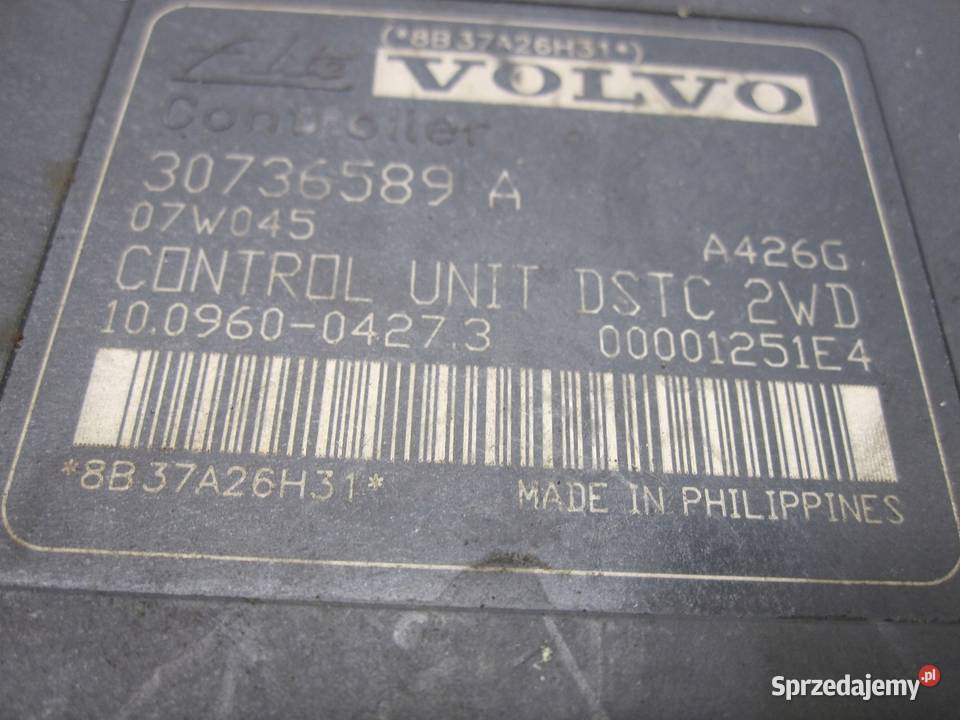 (*8B37A26H31*)
VOLVO
Controller
30736589 A
07W045
A426G
CONTROL UNIT DSTC 2WD
10.0960-0427.3
00001251E4
*8B37A26H31*
MADE IN PHILIPPINES
Sprzedajemy.pl